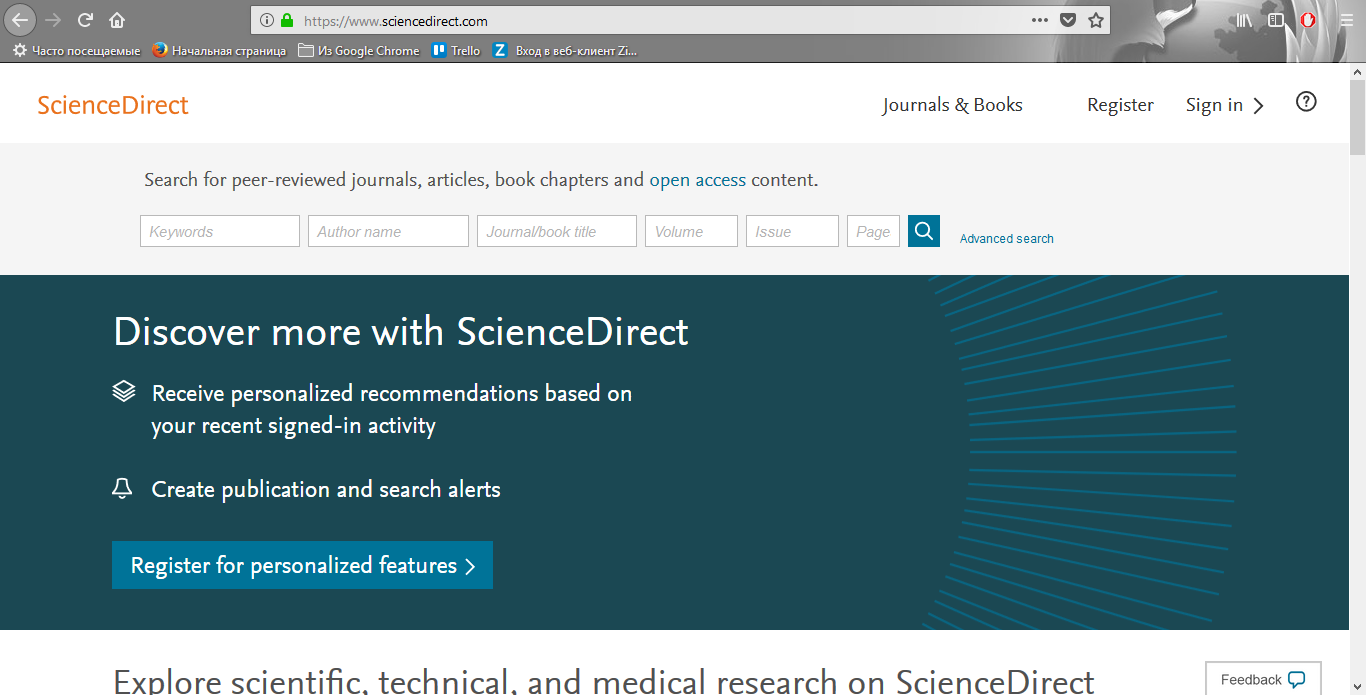 https://www.sciencedirect.com
Часто посещаемые Начальная страница Из Google Chrome Trello Вход в веб-клиент Zi...
ScienceDirect
Journals & Books Register Sign in
Search for peer-reviewed journals, articles, book chapters and open access content.
Keywords Author name Journal/book title Volume Issue Page Advanced search
Discover more with ScienceDirect
Receive personalized recommendations based on
your recent signed-in activity
Create publication and search alerts
Register for personalized features
Explore scientific, technical, and medical research on ScienceDirect
Feedback